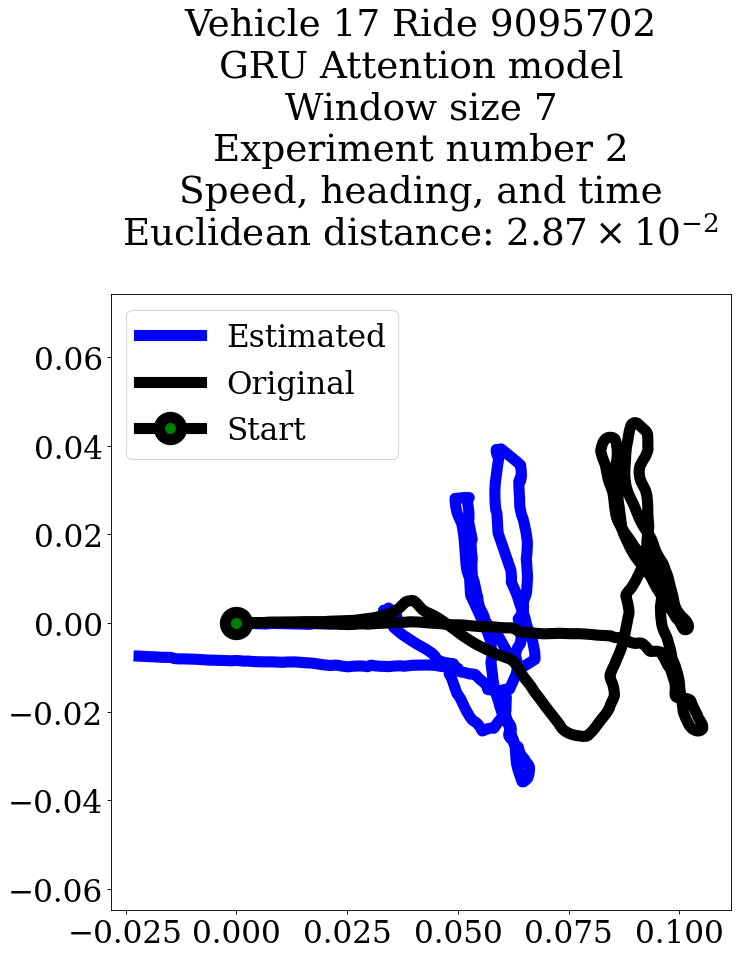 Vehicle 17 Ride 9095702
GRU Attention model
Window size 7
Experiment number 2
Speed, heading, and time
Euclidean distance: 2.87 × 10⁻²
Estimated
Original
Start
0.06
0.04
0.02
0.00
−0.02
−0.04
−0.06
−0.025 0.000 0.025 0.050 0.075 0.100